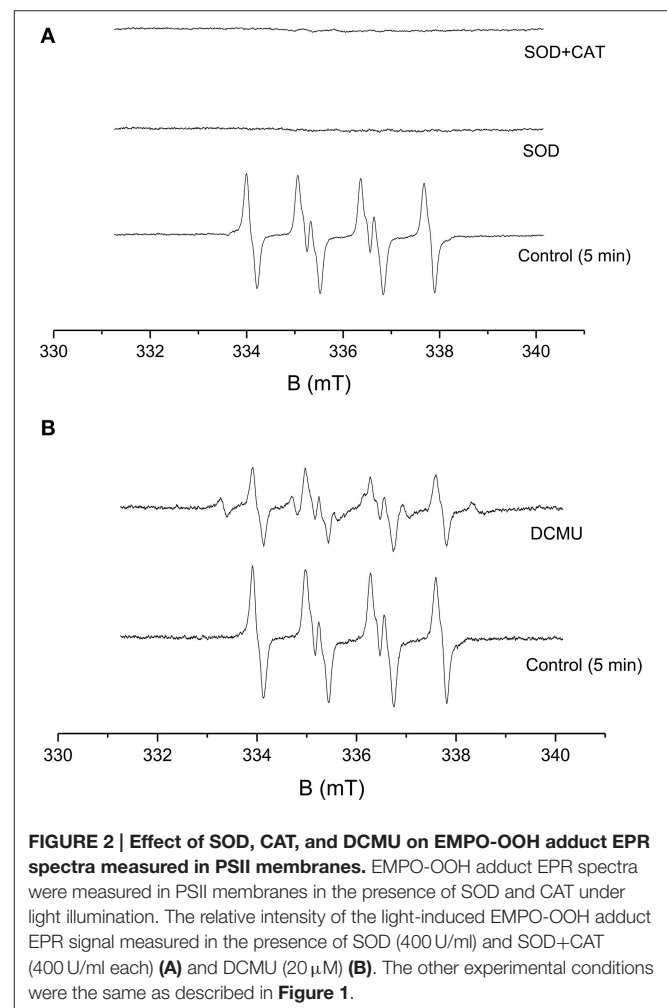 A
SOD+CAT
SOD
Control (5 min)
330 332 334 336 338 340
B (mT)
B
DCMU
Control (5 min)
330 332 334 336 338 340
B (mT)
FIGURE 2 | Effect of SOD, CAT, and DCMU on EMPO-OOH adduct EPR
spectra measured in PSII membranes. EMPO-OOH adduct EPR spectra
were measured in PSII membranes in the presence of SOD and CAT under
light illumination. The relative intensity of the light-induced EMPO-OOH adduct
EPR signal measured in the presence of SOD (400 U/ml) and SOD+CAT
(400 U/ml each) (A) and DCMU (20 μM) (B). The other experimental conditions
were the same as described in Figure 1.